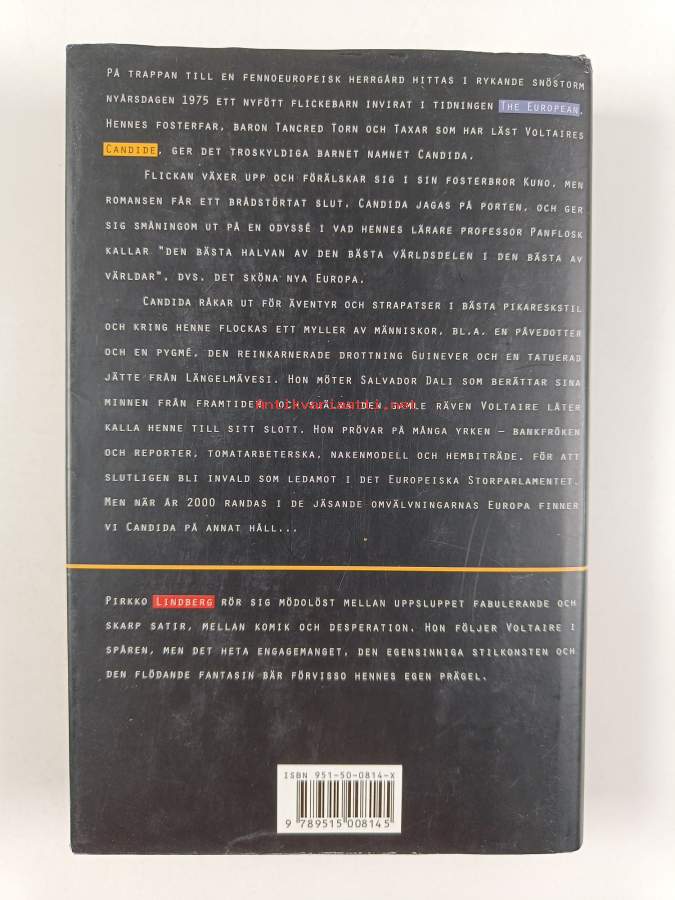 PÅ TRAPPAN TILL EN FENNOEUROPEISK HERRGÅRD HITTAS I RYKANDE SNÖSTORM
NYÅRSDAGEN 1975 ETT NYFÖTT FLICKEBARN INVIRAT I TIDNINGEN THE EUROPEAN.
HENNES FOSTERFAR, BARON TANCRED TORN OCH TAXAR SOM HAR LÄST VOLTAIRES
CANDIDE, GER DET TROSKYLDIGA BARNET NAMNET CANDIDA.
FLICKAN VÄXER UPP OCH FÖRÄLSKAR SIG I SIN FOSTERBROR KUNO, MEN
ROMANSEN FÅR ETT BRÅDSTÖRTAT SLUT. CANDIDA JAGAS PÅ PORTEN, OCH GER
SIG SMÅNINGOM UT PÅ EN ODYSSÉ I VAD HENNES LÄRARE PROFESSOR PANFLOSK
KALLAR "DEN BÄSTA HALVAN AV DEN BÄSTA VÄRLDSDELEN I DEN BÄSTA AV
VÄRLDAR", DVS. DET SKÖNA NYA EUROPA.
CANDIDA RÅKAR UT FÖR ÄVENTYR OCH STRAPATSER I BÄSTA PIKARESKSTIL
OCH KRING HENNE FLOCKAS ETT MYLLER AV MÄNNISKOR, BL.A. EN PÅVEDOTTER
OCH EN PYGMÉ, DEN REINKARNERADE DROTTNING GUINEVER OCH EN TATUERAD
JÄTTE FRÅN LÄNGELMÄVESI. HON MÖTER SALVADOR DALI SOM BERÄTTAR SINA
MINNEN FRÅN FRAMTIDEN OCH SJÄLVA DEN GAMLE RÄVEN VOLTAIRE LÅTER
Antikvariaatti.net
KALLA HENNE TILL SITT SLOTT. HON PRÖVAR PÅ MÅNGA YRKEN – BANKFRÖKEN
OCH REPORTER, TOMATARBETERSKA, NAKENMODELL OCH HEMBITRÄDE, FÖR ATT
SLUTLIGEN BLI INVALD SOM LEDAMOT I DET EUROPEISKA STORPARLAMENTET.
MEN NÄR ÅR 2000 RANDAS I DE JÄSANDE OMVÄLVNINGARNAS EUROPA FINNER
VI CANDIDA PÅ ANNAT HÅLL...
PIRKKO LINDBERG RÖR SIG MÖDOLÖST MELLAN UPPSLUPPET FABULERANDE OCH
SKARP SATIR, MELLAN KOMIK OCH DESPERATION. HON FÖLJER VOLTAIRE I
SPÅREN, MEN DET HETA ENGAGEMANGET, DEN EGENSINNIGA STILKONSTEN OCH
DEN FLÖDANDE FANTASIN BÄR FÖRVISSO HENNES EGEN PRÄGEL.
ISBN 951-50-0814-X
9 789515 008145